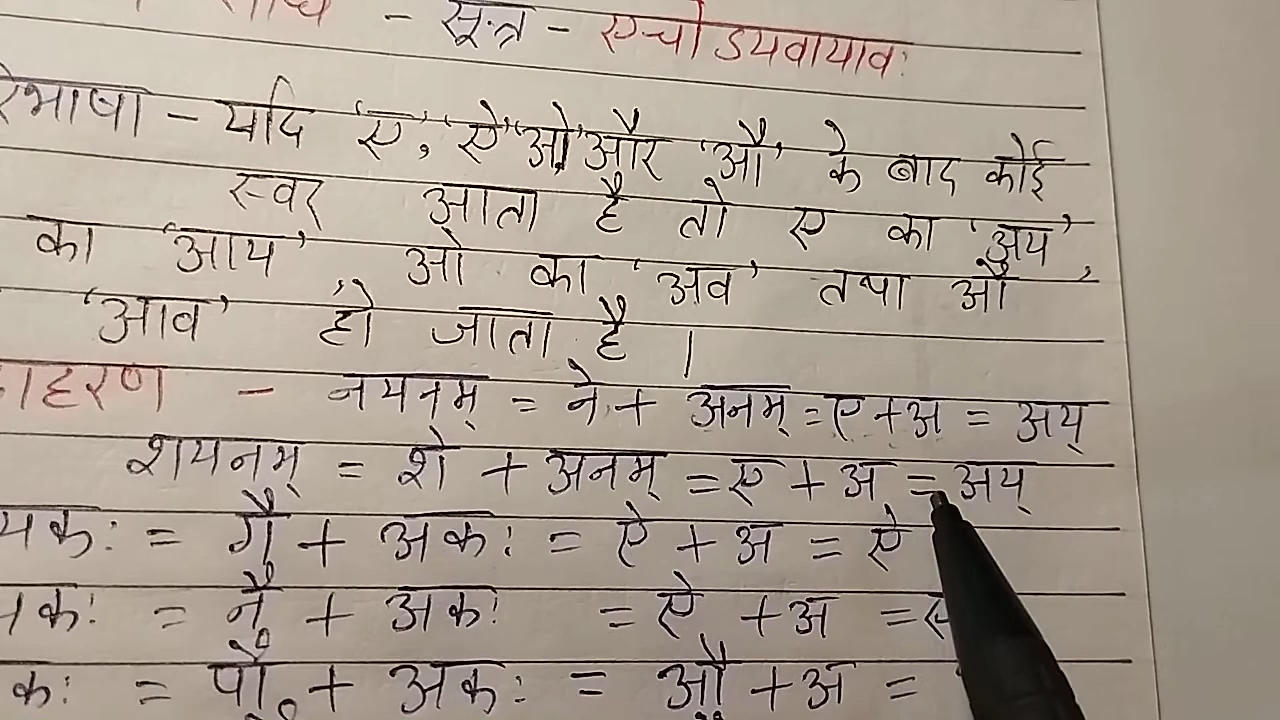 - सूत्र - एचोऽयवायावः
रिभाषा - यदि 'ए', 'ऐ' 'ओ' और 'औ' के बाद कोई
स्वर आता है तो ए का 'अय',
का 'आय', ओ का 'अव' तथा औ
'आव' हो जाता है ।
ाहरण - नयनम् = ने + अनम् = ए + अ = अय्
शयनम् = शे + अनम् = ए + अ = अय्
यकः = गै + अकः = ऐ + अ = ऐ
कः = नै + अकः = ऐ + अ =
कः = पौ + अकः = औ + अ =